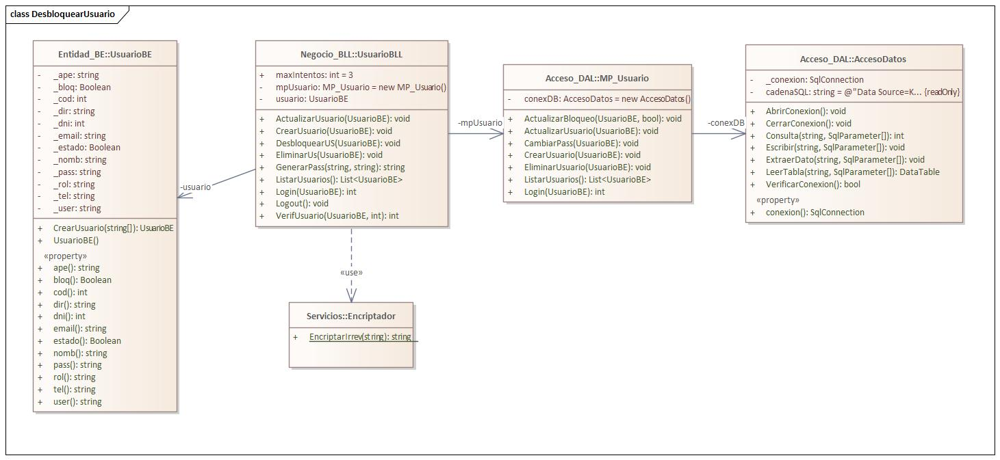 class DesbloquearUsuario
Entidad_BE::UsuarioBE
- _ape: string
- _bloq: Boolean
- _cod: int
- _dir: string
- _dni: int
- _email: string
- _estado: Boolean
- _nomb: string
- _pass: string
- _rol: string
- _tel: string
- _user: string
+ CrearUsuario(string[]): UsuarioBE
+ UsuarioBE()
«property»
+ ape(): string
+ bloq(): Boolean
+ cod(): int
+ dir(): string
+ dni(): int
+ email(): string
+ estado(): Boolean
+ nomb(): string
+ pass(): string
+ rol(): string
+ tel(): string
+ user(): string
-usuario
Negocio_BLL::UsuarioBLL
+ maxIntentos: int = 3
- mpUsuario: MP_Usuario = new MP_Usuario()
- usuario: UsuarioBE
+ ActualizarUsuario(UsuarioBE): void
+ CrearUsuario(UsuarioBE): void
+ DesbloquearUS(UsuarioBE): void
+ EliminarUs(UsuarioBE): void
+ GenerarPass(string, string): string
+ ListarUsuarios(): List<UsuarioBE>
+ Login(UsuarioBE): int
+ Logout(): void
+ VerifUsuario(UsuarioBE, int): int
«use»
Servicios::Encriptador
+ EncriptarIrrev(string): string
-mpUsuario
Acceso_DAL::MP_Usuario
- conexDB: AccesoDatos = new AccesoDatos()
+ ActualizarBloqueo(UsuarioBE, bool): void
+ ActualizarUsuario(UsuarioBE): void
+ CambiarPass(UsuarioBE): void
+ CrearUsuario(UsuarioBE): void
+ EliminarUsuario(UsuarioBE): void
+ ListarUsuarios(): List<UsuarioBE>
+ Login(UsuarioBE): int
-conexDB
Acceso_DAL::AccesoDatos
- _conexion: SqlConnection
- cadenaSQL: string = @"Data Source=K... {readOnly}
+ AbrirConexion(): void
+ CerrarConexion(): void
+ Consulta(string, SqlParameter[]): int
+ Escribir(string, SqlParameter[]): void
+ ExtraerDato(string, SqlParameter[]): void
+ LeerTabla(string, SqlParameter[]): DataTable
+ VerificarConexion(): bool
«property»
+ conexion(): SqlConnection